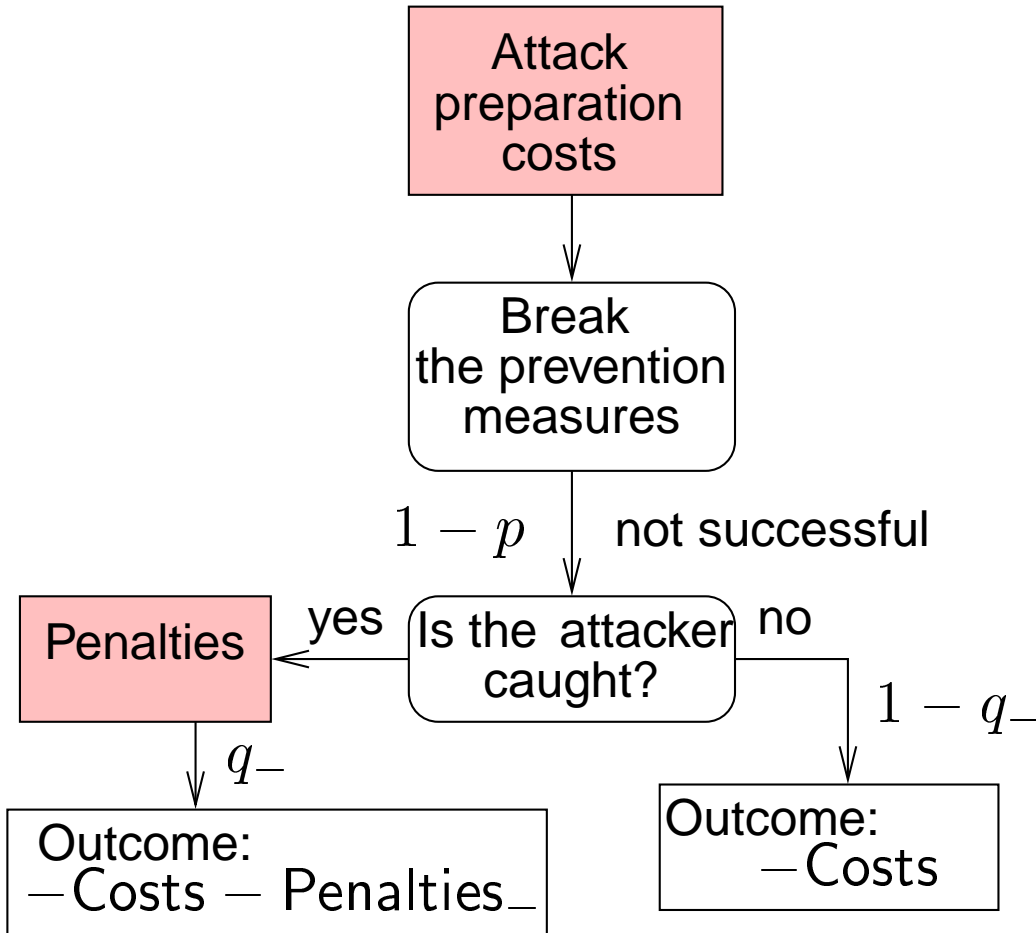 Attack
preparation
costs
Break
the prevention
measures
1 − p
not successful
yes
Is the attacker
caught?
no
Penalties
q−
1 − q−
Outcome:
−Costs − Penalties−
Outcome:
−Costs